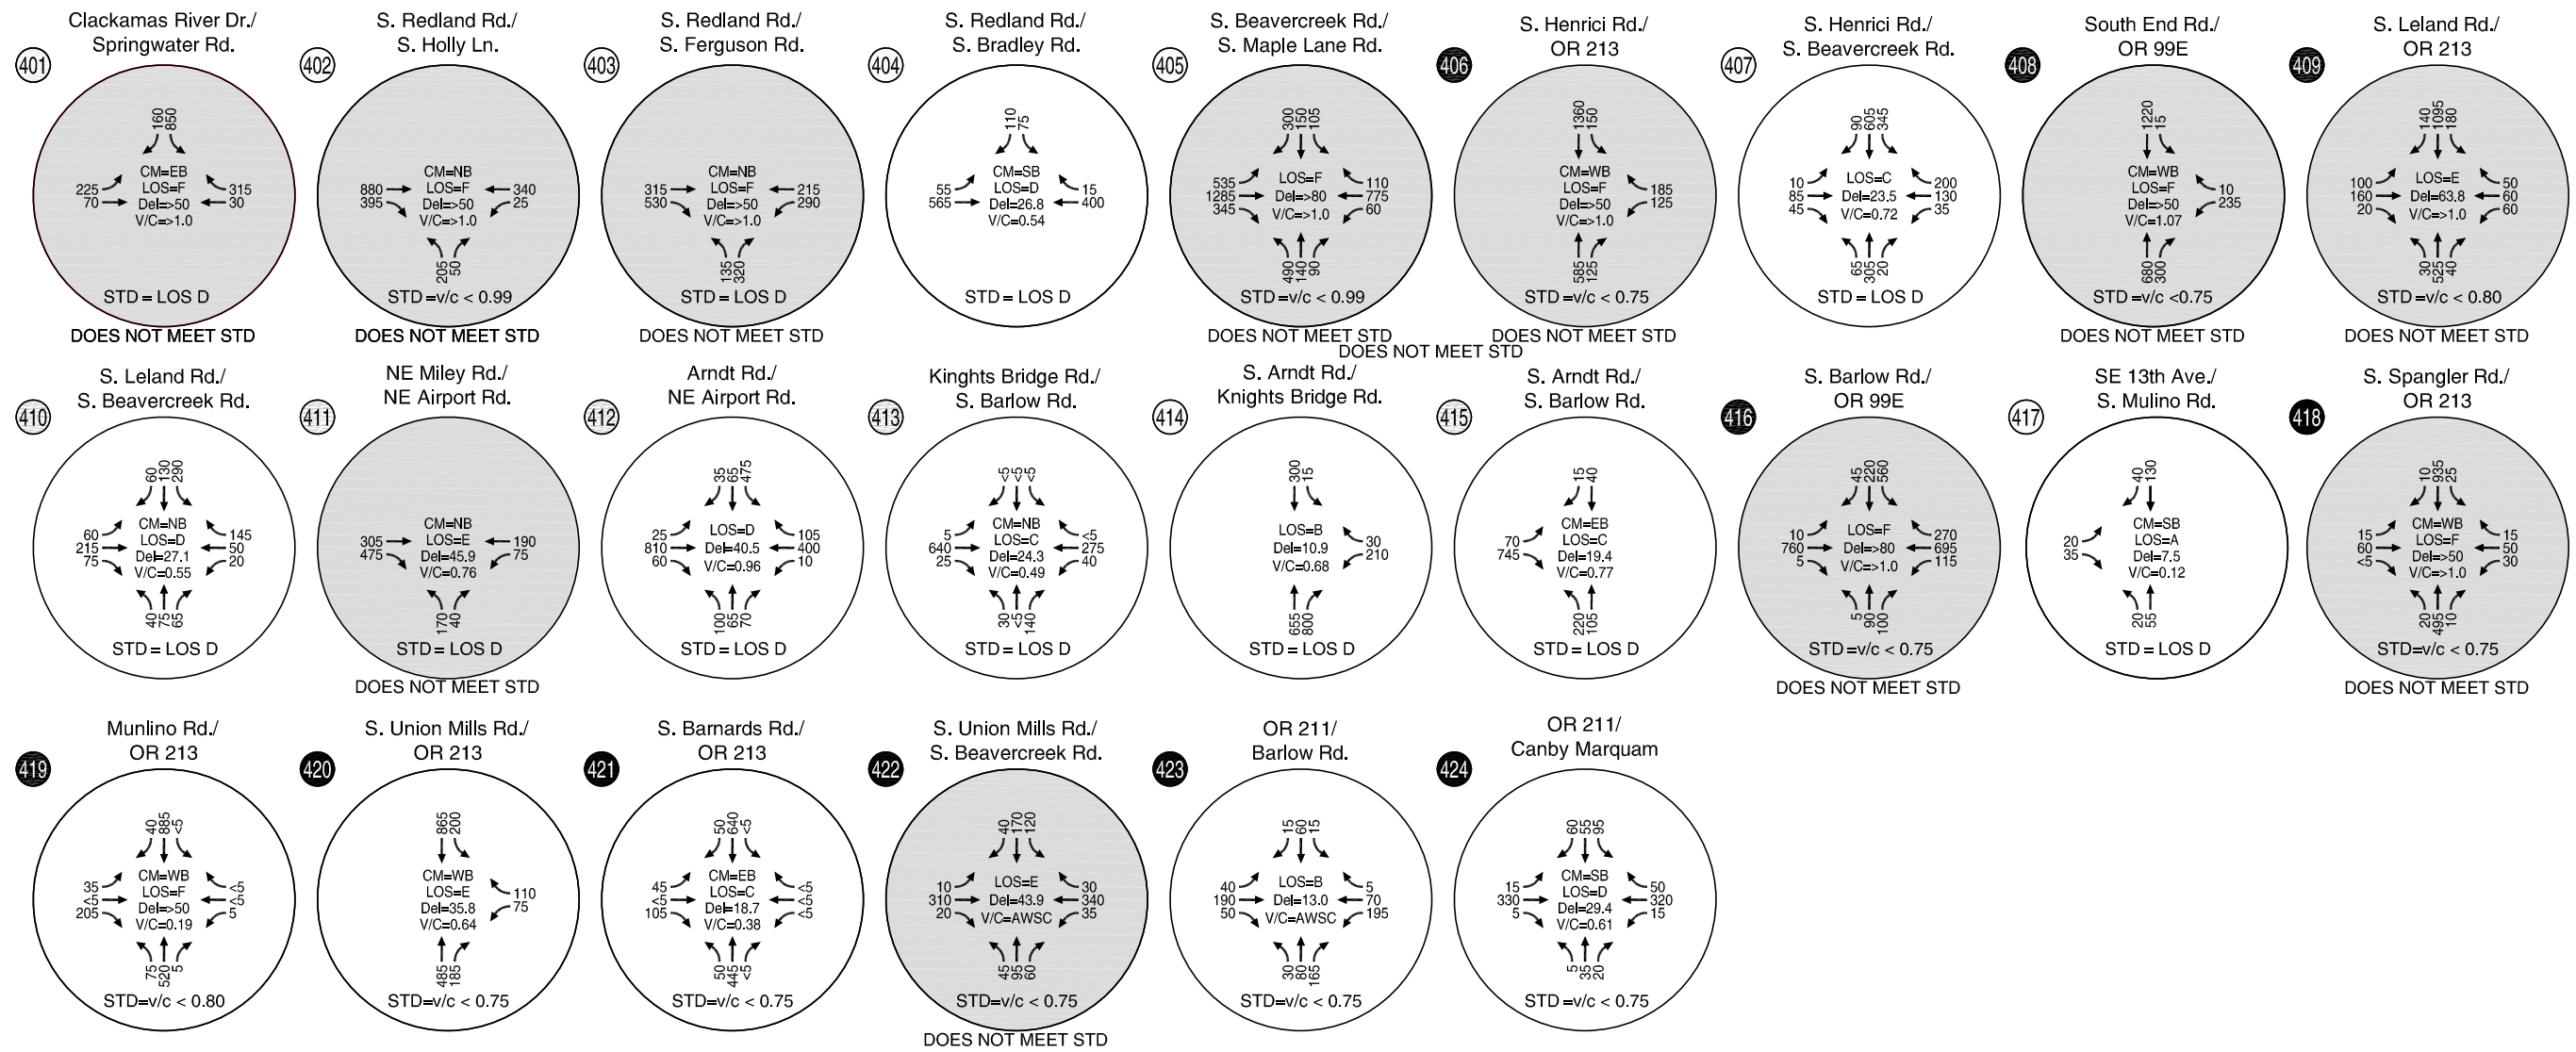 Clackamas River Dr./
Springwater Rd.
401
160
850
225
70
CM=EB
LOS=F
Del=>50
V/C=>1.0
315
30
STD = LOS D
DOES NOT MEET STD
S. Redland Rd./
S. Holly Ln.
402
880
395
CM=NB
LOS=F
Del=>50
V/C=>1.0
340
25
205
50
STD =v/c < 0.99
DOES NOT MEET STD
S. Redland Rd./
S. Ferguson Rd.
403
315
530
CM=NB
LOS=F
Del=>50
V/C=>1.0
215
290
135
320
STD = LOS D
DOES NOT MEET STD
S. Redland Rd./
S. Bradley Rd.
404
110
75
55
565
CM=SB
LOS=D
Del=26.8
V/C=0.54
15
400
STD = LOS D
S. Beavercreek Rd./
S. Maple Lane Rd.
405
300
150
105
535
1285
345
LOS=F
Del=>80
V/C=>1.0
110
775
60
490
140
90
STD =v/c < 0.99
DOES NOT MEET STD
DOES NOT MEET STD
S. Henrici Rd./
OR 213
406
1360
150
CM=WB
LOS=F
Del=>50
V/C=>1.0
185
125
585
125
STD =v/c < 0.75
DOES NOT MEET STD
S. Henrici Rd./
S. Beavercreek Rd.
407
90
605
345
10
85
45
LOS=C
Del=23.5
V/C=0.72
200
130
35
65
305
20
STD = LOS D
South End Rd./
OR 99E
408
1220
15
CM=WB
LOS=F
Del=>50
V/C=1.07
10
235
680
300
STD =v/c <0.75
DOES NOT MEET STD
S. Leland Rd./
OR 213
409
140
1095
180
100
160
20
LOS=E
Del=63.8
V/C=>1.0
50
60
60
30
525
40
STD =v/c < 0.80
DOES NOT MEET STD
S. Leland Rd./
S. Beavercreek Rd.
410
60
130
290
60
215
75
CM=NB
LOS=D
Del=27.1
V/C=0.55
145
50
20
40
75
65
STD = LOS D
NE Miley Rd./
NE Airport Rd.
411
305
475
CM=NB
LOS=E
Del=45.9
V/C=0.76
190
75
170
40
STD = LOS D
DOES NOT MEET STD
Arndt Rd./
NE Airport Rd.
412
35
65
475
25
810
60
LOS=D
Del=40.5
V/C=0.96
105
400
10
100
65
70
STD = LOS D
Kinghts Bridge Rd./
S. Barlow Rd.
413
<5
<5
<5
5
640
25
CM=NB
LOS=C
Del=24.3
V/C=0.49
<5
275
40
30
<5
140
STD = LOS D
S. Arndt Rd./
Knights Bridge Rd.
414
300
15
LOS=B
Del=10.9
V/C=0.68
30
210
655
800
STD = LOS D
S. Arndt Rd./
S. Barlow Rd.
415
15
40
70
745
CM=EB
LOS=C
Del=19.4
V/C=0.77
220
105
STD = LOS D
S. Barlow Rd./
OR 99E
416
45
220
560
10
760
5
LOS=F
Del=>80
V/C=>1.0
270
695
115
5
90
100
STD=v/c < 0.75
DOES NOT MEET STD
SE 13th Ave./
S. Mulino Rd.
417
40
130
20
35
CM=SB
LOS=A
Del=7.5
V/C=0.12
20
55
STD = LOS D
S. Spangler Rd./
OR 213
418
10
935
25
15
60
<5
CM=WB
LOS=F
Del=>50
V/C=>1.0
15
50
30
20
495
10
STD=v/c < 0.75
DOES NOT MEET STD
Munlino Rd./
OR 213
419
40
885
<5
35
<5
205
CM=WB
LOS=F
Del=>50
V/C=0.19
<5
<5
5
75
520
5
STD=v/c < 0.80
S. Union Mills Rd./
OR 213
420
865
200
CM=WB
LOS=E
Del=35.8
V/C=0.64
110
75
485
185
STD=v/c < 0.75
S. Barnards Rd./
OR 213
421
50
640
<5
45
<5
105
CM=EB
LOS=C
Del=18.7
V/C=0.38
<5
<5
<5
50
445
<5
STD=v/c < 0.75
S. Union Mills Rd./
S. Beavercreek Rd.
422
40
170
120
10
310
20
LOS=E
Del=43.9
V/C=AWSC
30
340
35
45
95
60
STD=v/c < 0.75
DOES NOT MEET STD
OR 211/
Barlow Rd.
423
15
60
15
40
190
50
LOS=B
Del=13.0
V/C=AWSC
5
70
195
30
80
165
STD=v/c < 0.75
OR 211/
Canby Marquam
424
60
55
95
15
330
5
CM=SB
LOS=D
Del=29.4
V/C=0.61
50
320
15
5
35
20
STD=v/c < 0.75